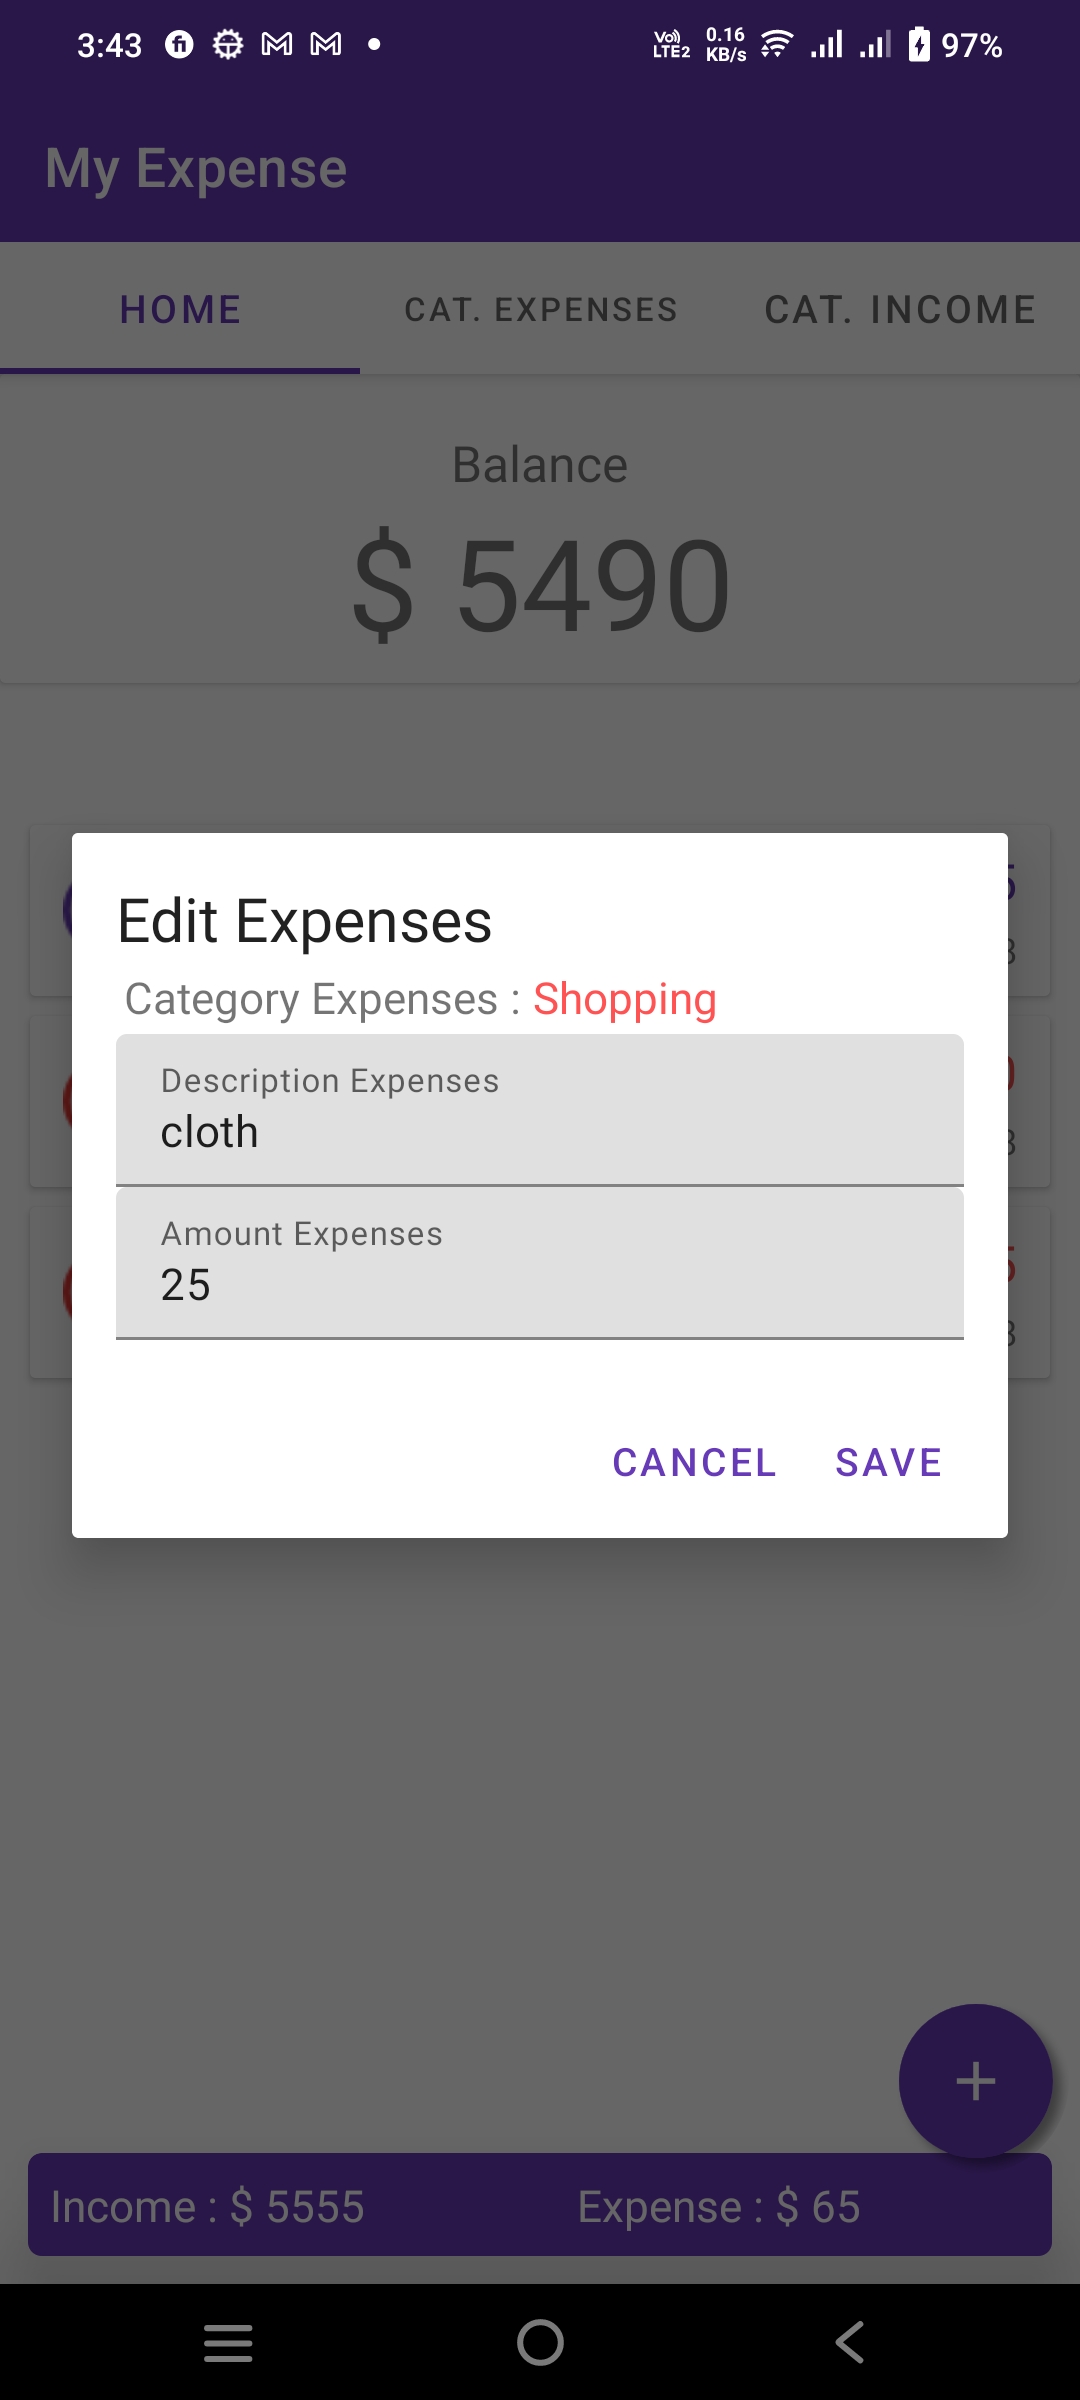 3:43
Vo)) LTE2 0.16 KB/s 97%
My Expense
HOME CAT. EXPENSES CAT. INCOME
Balance
$ 5490
Edit Expenses
Category Expenses : Shopping
Description Expenses
cloth
Amount Expenses
25
CANCEL SAVE
+
Income : $ 5555 Expense : $ 65